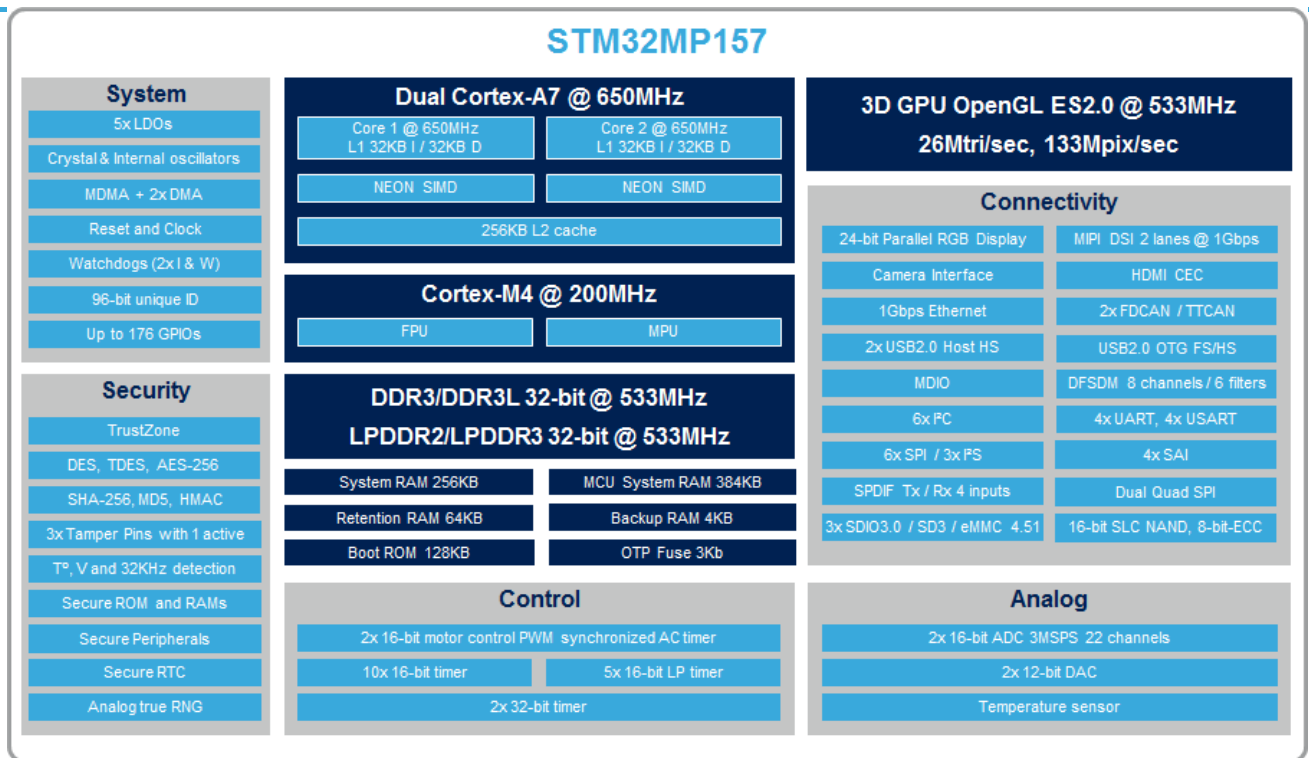 STM32MP157
System
5x LDOs
Crystal & Internal oscillators
MDMA + 2x DMA
Reset and Clock
Watchdogs (2x I & W)
96-bit unique ID
Up to 176 GPIOs
Security
TrustZone
DES, TDES, AES-256
SHA-256, MD5, HMAC
3x Tamper Pins with 1 active
Tº, V and 32KHz detection
Secure ROM and RAMs
Secure Peripherals
Secure RTC
Analog true RNG
Dual Cortex-A7 @ 650MHz
Core 1 @ 650MHz
L1 32KB I / 32KB D
Core 2 @ 650MHz
L1 32KB I / 32KB D
NEON SIMD
NEON SIMD
256KB L2 cache
Cortex-M4 @ 200MHz
FPU
MPU
DDR3/DDR3L 32-bit @ 533MHz
LPDDR2/LPDDR3 32-bit @ 533MHz
System RAM 256KB
MCU System RAM 384KB
Retention RAM 64KB
Backup RAM 4KB
Boot ROM 128KB
OTP Fuse 3Kb
Control
2x 16-bit motor control PWM synchronized AC timer
10x 16-bit timer
5x 16-bit LP timer
2x 32-bit timer
3D GPU OpenGL ES2.0 @ 533MHz
26Mtri/sec, 133Mpix/sec
Connectivity
24-bit Parallel RGB Display
MIPI DSI 2 lanes @ 1Gbps
Camera Interface
HDMI CEC
1Gbps Ethernet
2x FDCAN / TTCAN
2x USB2.0 Host HS
USB2.0 OTG FS/HS
MDIO
DFSDM 8 channels / 6 filters
6x I²C
4x UART, 4x USART
6x SPI / 3x I²S
4x SAI
SPDIF Tx / Rx 4 inputs
Dual Quad SPI
3x SDIO3.0 / SD3 / eMMC 4.51
16-bit SLC NAND, 8-bit-ECC
Analog
2x 16-bit ADC 3MSPS 22 channels
2x 12-bit DAC
Temperature sensor